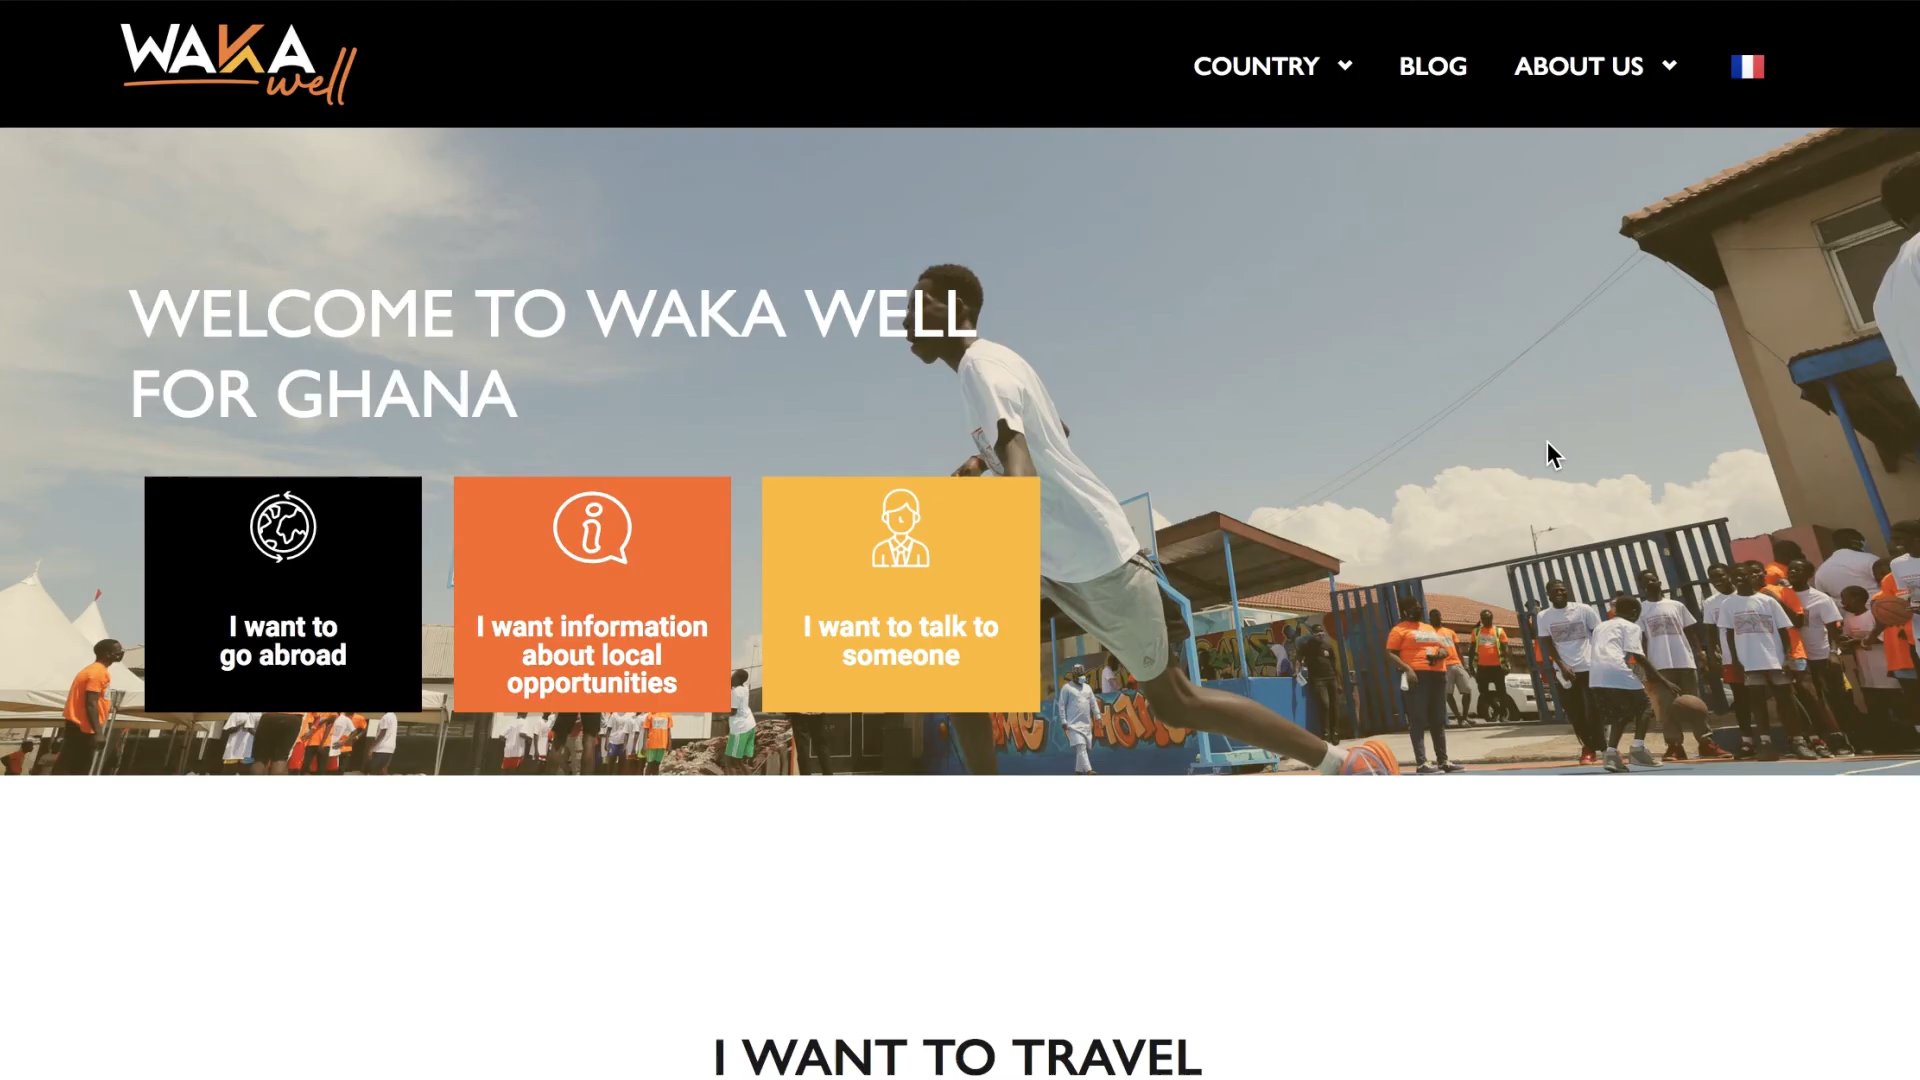 WAKA
well
COUNTRY
BLOG
ABOUT US
WELCOME TO WAKA WELL
FOR GHANA
I want to
go abroad
I want information
about local
opportunities
I want to talk to
someone
I WANT TO TRAVEL